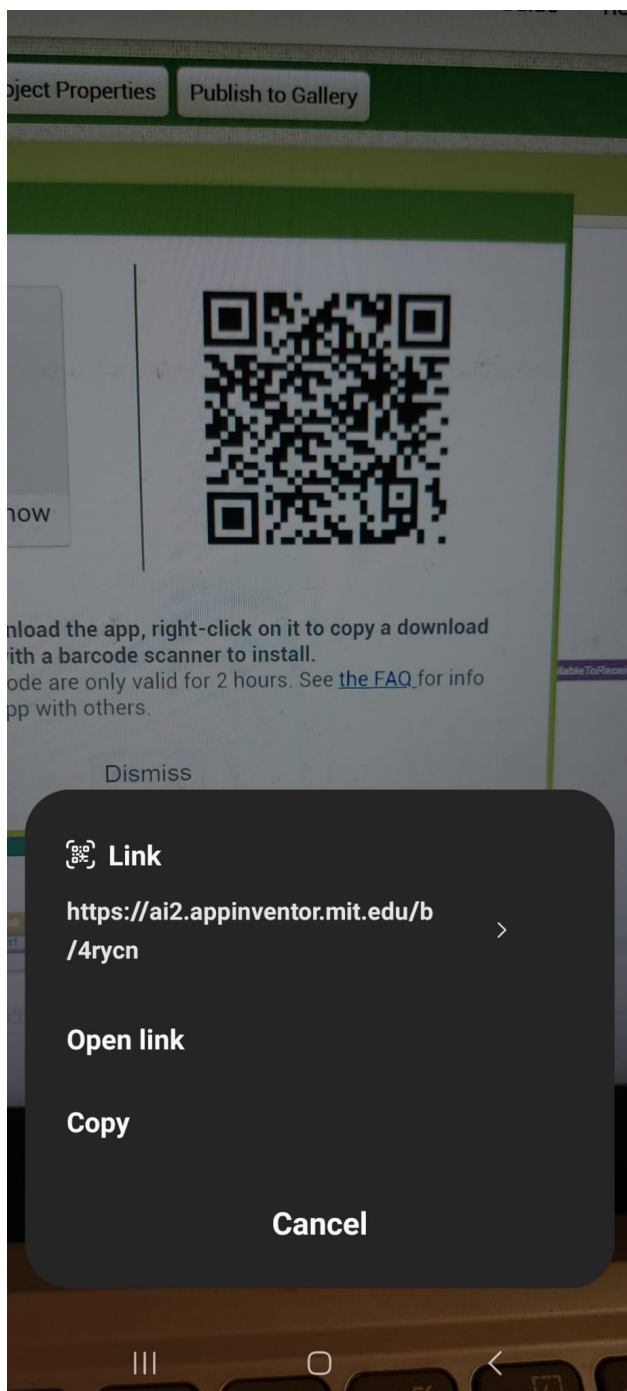 oject Properties
Publish to Gallery
now
nload the app, right-click on it to copy a download
ith a barcode scanner to install.
ode are only valid for 2 hours. See the FAQ for info
pp with others.
Dismiss
Link
https://ai2.appinventor.mit.edu/b
/4rycn
Open link
Copy
Cancel